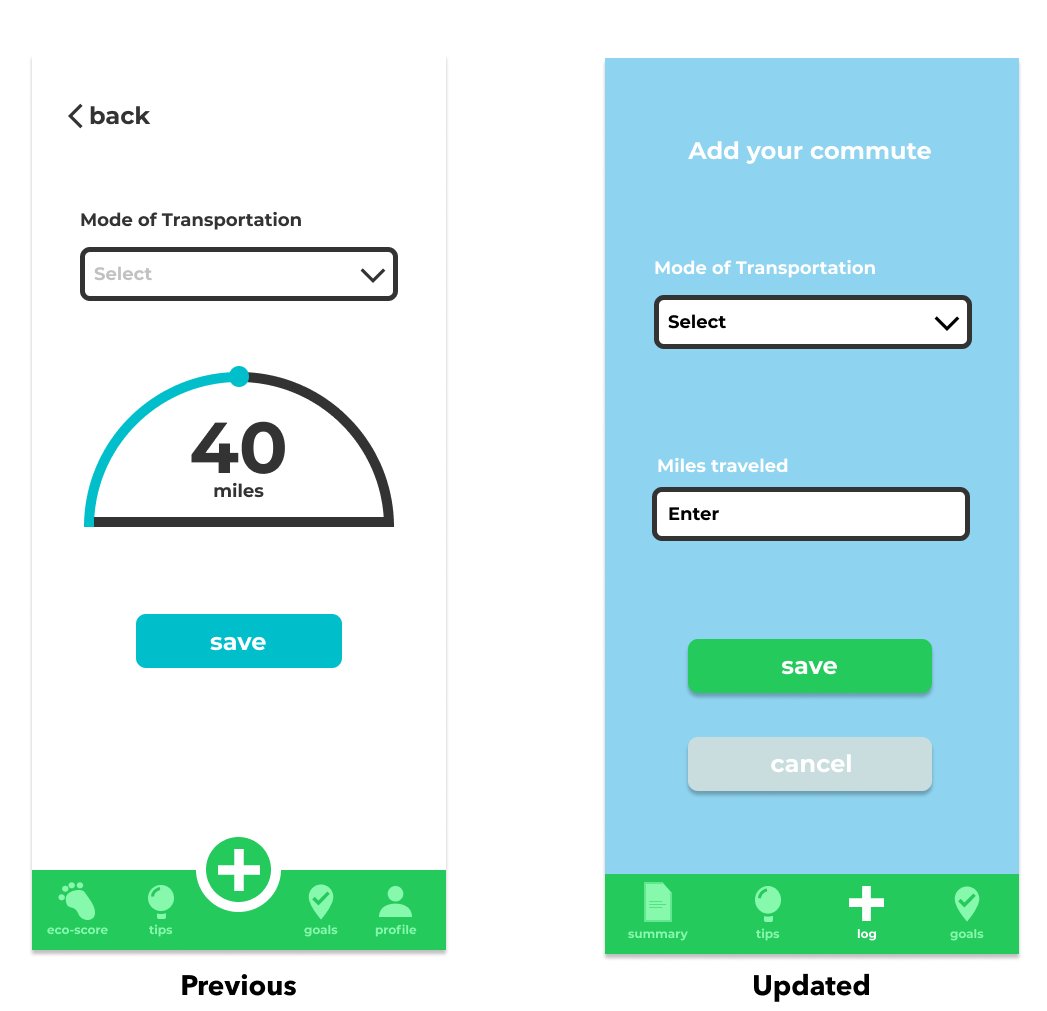 back
Mode of Transportation
Select
40
miles
save
eco-score
tips
goals
profile
Previous
Add your commute
Mode of Transportation
Select
Miles traveled
Enter
save
cancel
summary
tips
log
goals
Updated